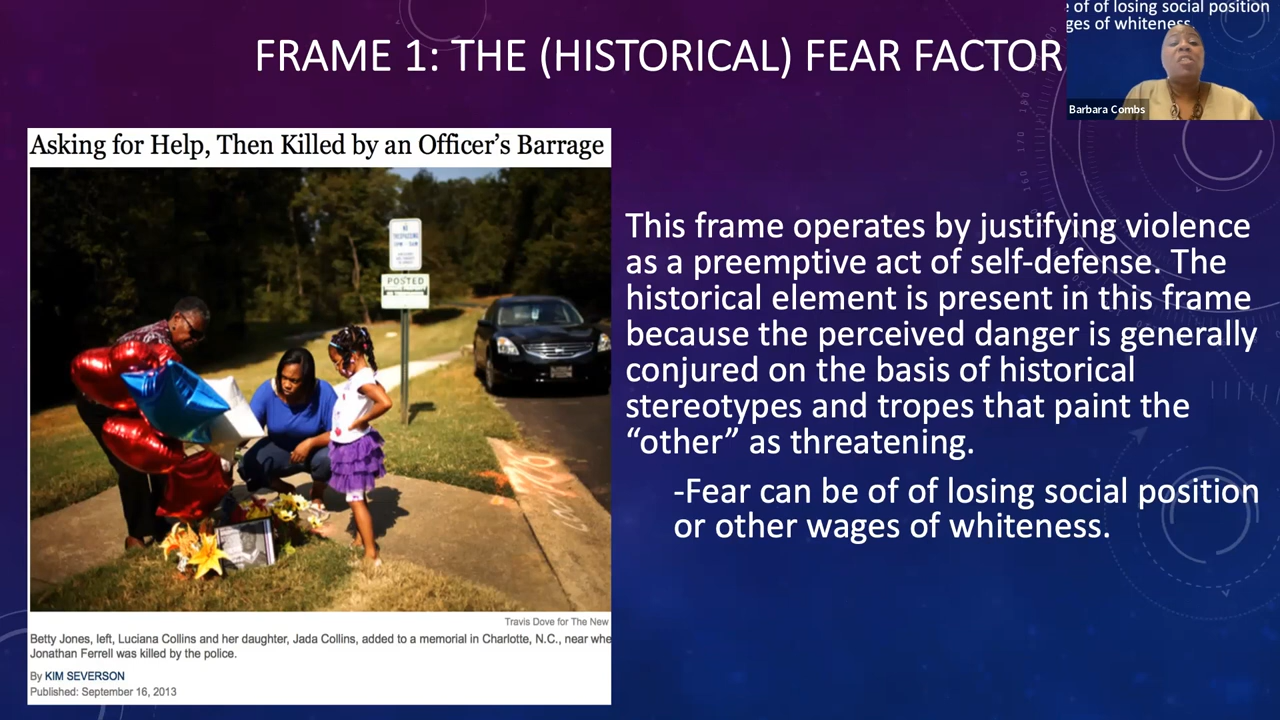 FRAME 1: THE (HISTORICAL) FEAR FACTOR
e of of losing social position
ges of whiteness.
Barbara Combs
Asking for Help, Then Killed by an Officer's Barrage
NO
TRESPASSING
POSTED
Travis Dove for The New
Betty Jones, left, Luciana Collins and her daughter, Jada Collins, added to a memorial in Charlotte, N.C., near whe
Jonathan Ferrell was killed by the police.
By KIM SEVERSON
Published: September 16, 2013
This frame operates by justifying violence
as a preemptive act of self-defense. The
historical element is present in this frame
because the perceived danger is generally
conjured on the basis of historical
stereotypes and tropes that paint the
“other” as threatening.
-Fear can be of of losing social position
or other wages of whiteness.
160
170
180